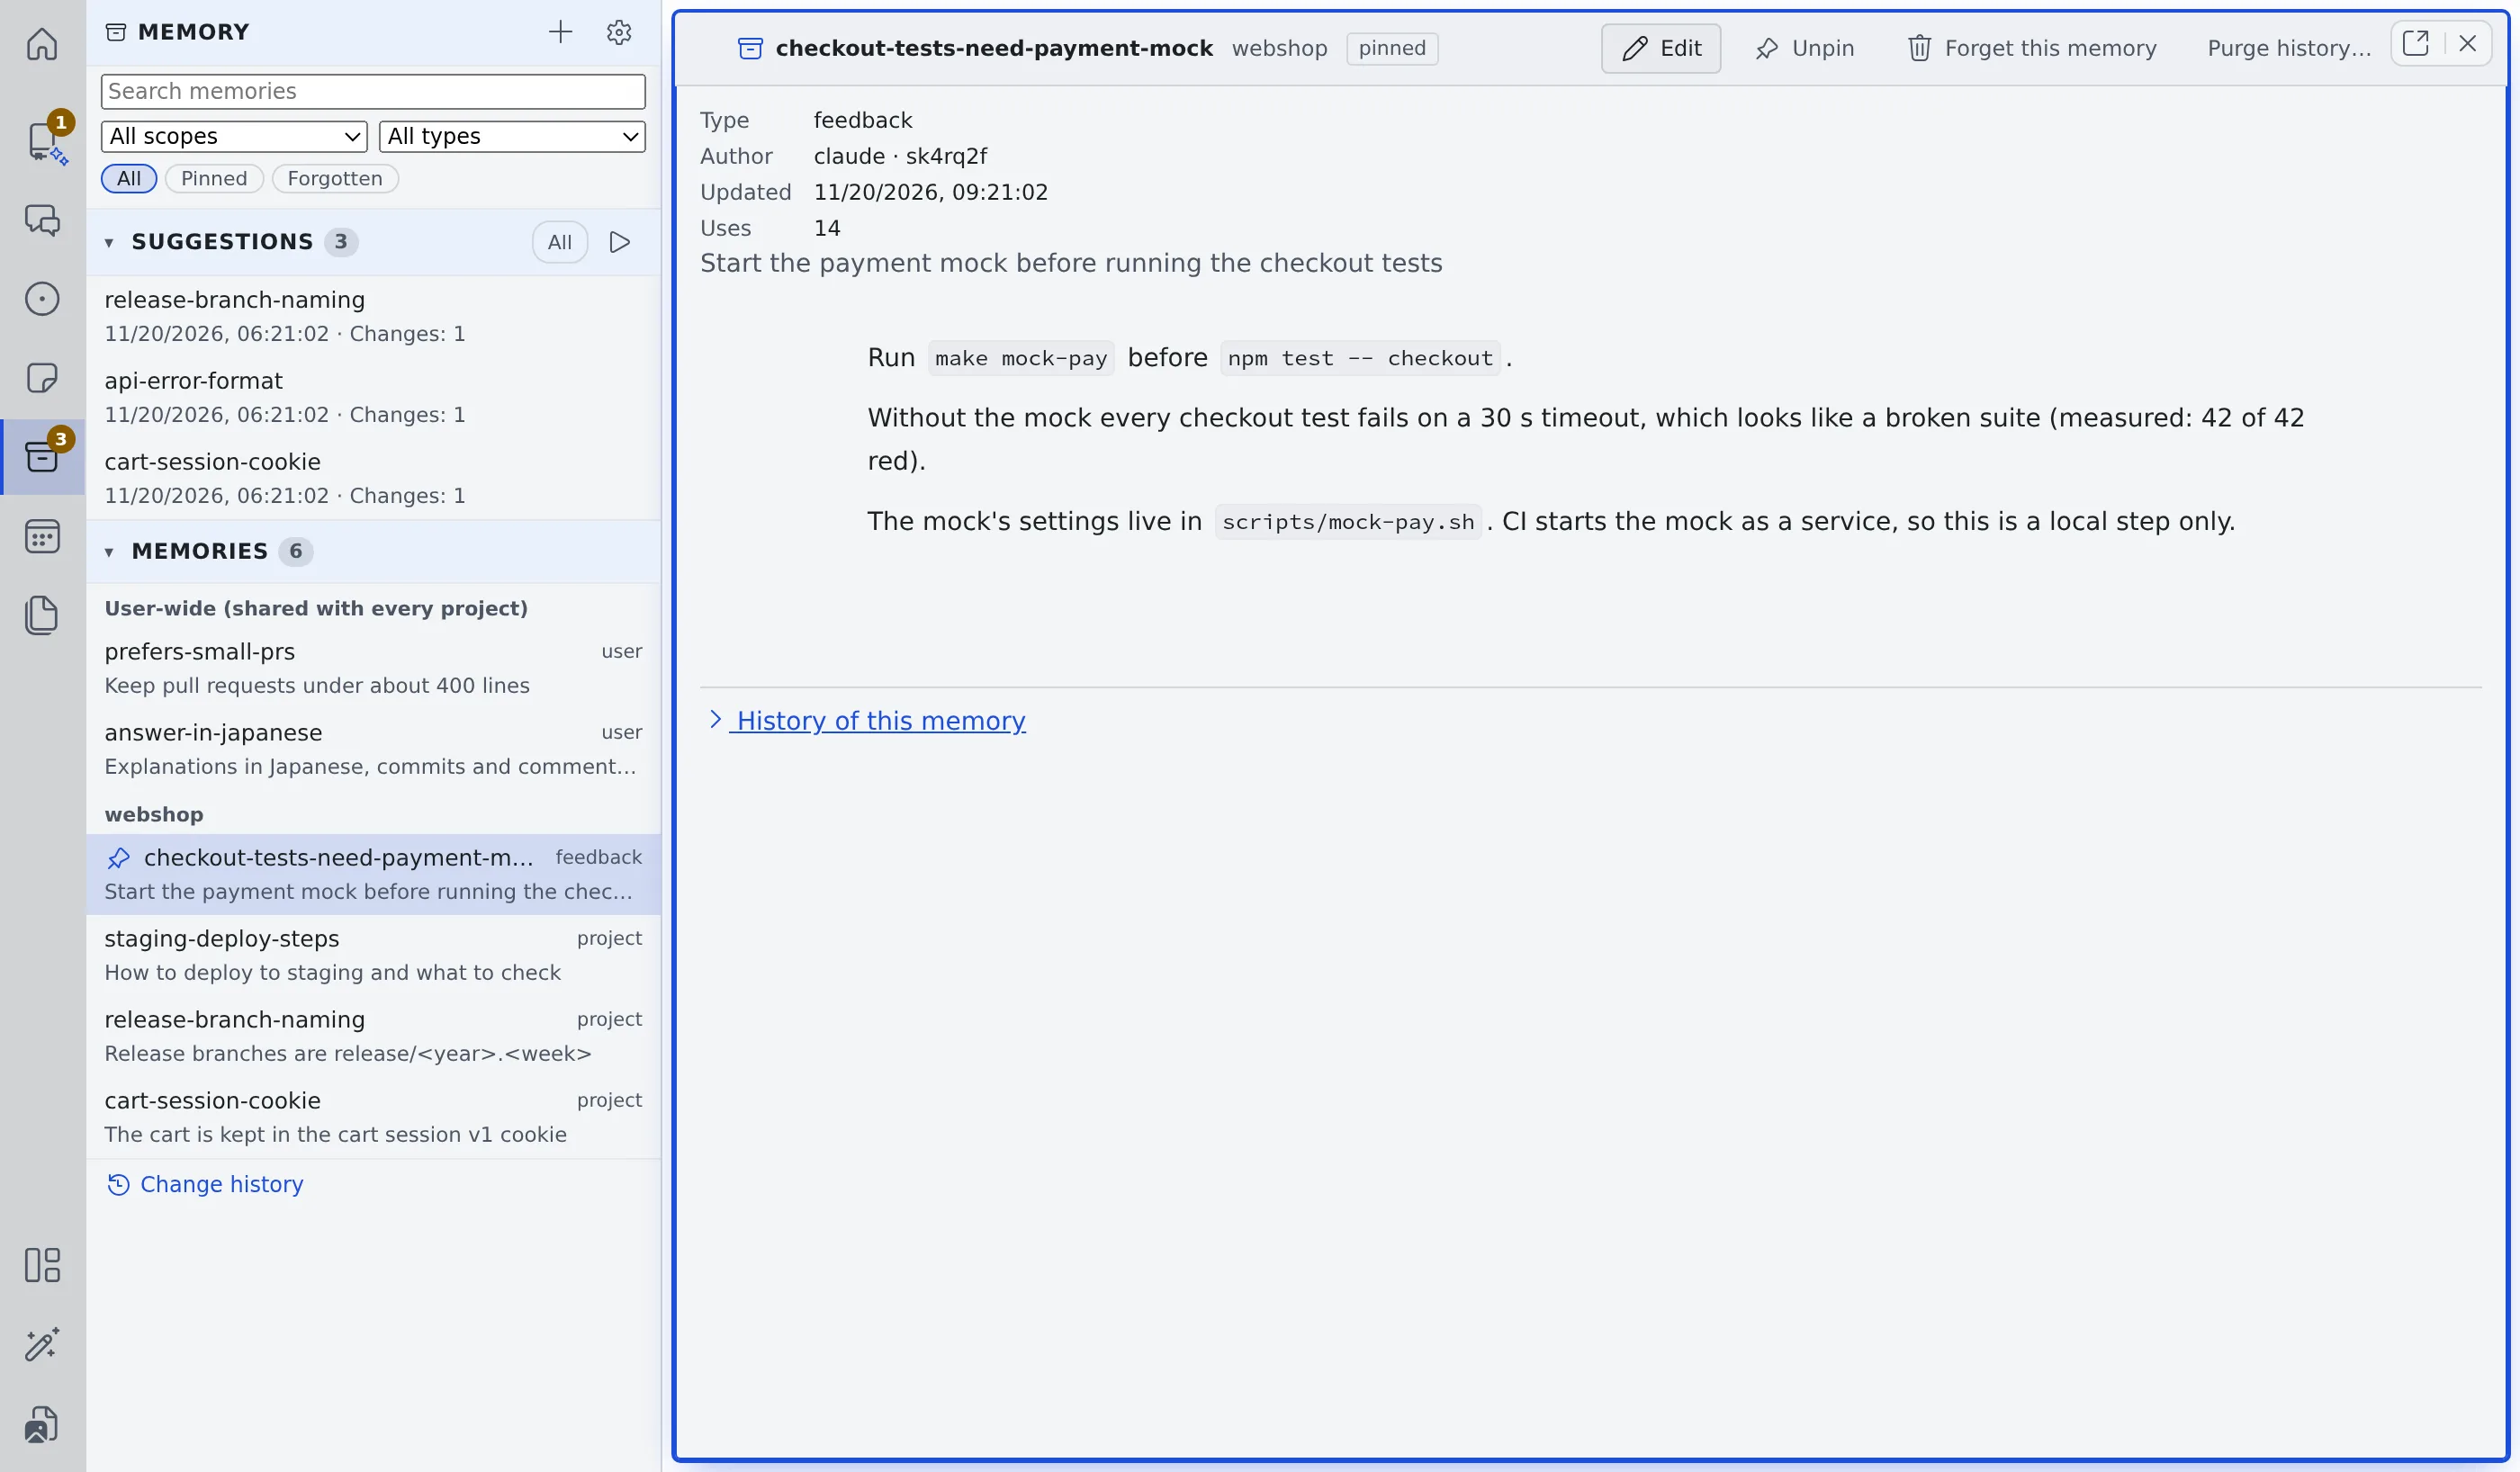 1
3
MEMORY
Search memories
All scopes
All types
All
Pinned
Forgotten
SUGGESTIONS 3
All
release-branch-naming
11/20/2026, 06:21:02 · Changes: 1
api-error-format
11/20/2026, 06:21:02 · Changes: 1
cart-session-cookie
11/20/2026, 06:21:02 · Changes: 1
MEMORIES 6
User-wide (shared with every project)
prefers-small-prs user
Keep pull requests under about 400 lines
answer-in-japanese user
Explanations in Japanese, commits and comment…
webshop
checkout-tests-need-payment-m… feedback
Start the payment mock before running the chec…
staging-deploy-steps project
How to deploy to staging and what to check
release-branch-naming project
Release branches are release/<year>.<week>
cart-session-cookie project
The cart is kept in the cart session v1 cookie
Change history
checkout-tests-need-payment-mock webshop pinned
Edit
Unpin
Forget this memory
Purge history…
Type feedback
Author claude · sk4rq2f
Updated 11/20/2026, 09:21:02
Uses 14
Start the payment mock before running the checkout tests
Run make mock-pay before npm test -- checkout.
Without the mock every checkout test fails on a 30 s timeout, which looks like a broken suite (measured: 42 of 42
red).
The mock's settings live in scripts/mock-pay.sh. CI starts the mock as a service, so this is a local step only.
History of this memory